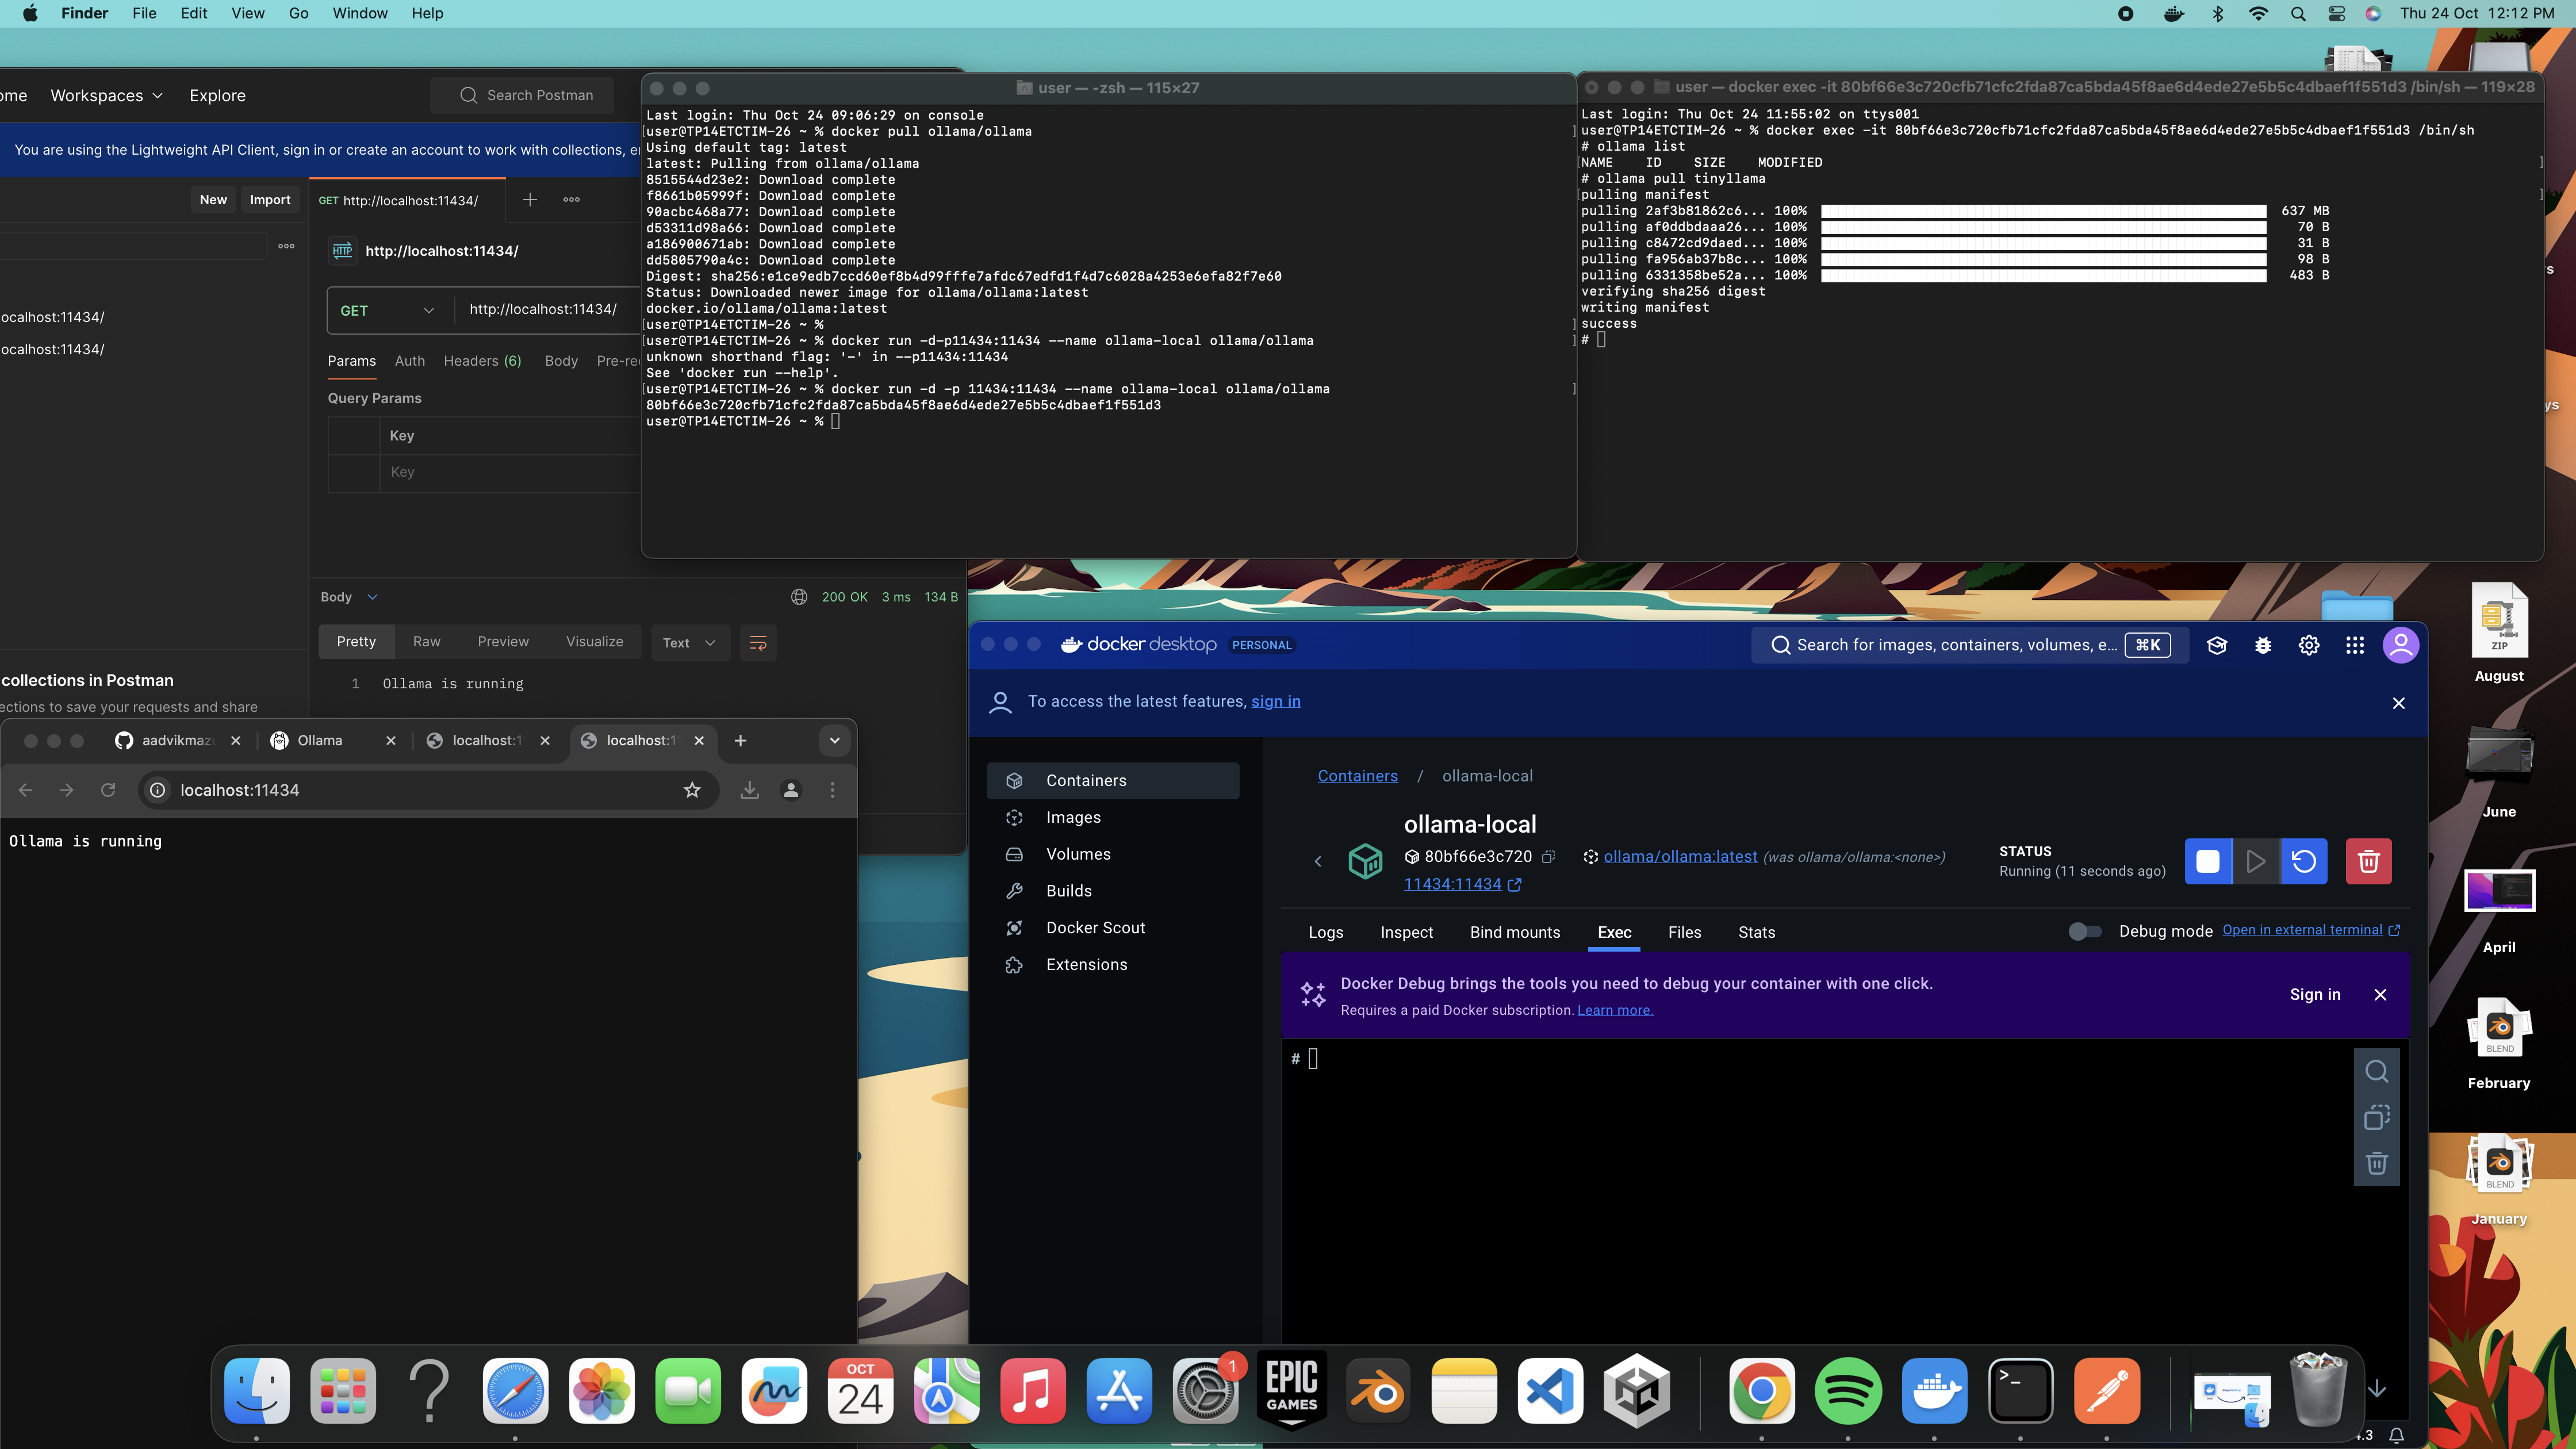 Finder File Edit View Go Window Help
Thu 24 Oct 12:12 PM
ome Workspaces Explore
Search Postman
You are using the Lightweight API Client, sign in or create an account to work with collections,
New Import
GET http://localhost:11434/
HTTP http://localhost:11434/
GET http://localhost:11434/
ocalhost:11434/
ocalhost:11434/
Params Auth Headers (6) Body Pre-re
Query Params
Key
Key
Body
200 OK 3 ms 134 B
Pretty Raw Preview Visualize Text
1 Ollama is running
collections in Postman
ections to save your requests and share
user — -zsh — 115×27
Last login: Thu Oct 24 09:06:29 on console
[user@TP14ETCTIM-26 ~ % docker pull ollama/ollama ]
Using default tag: latest
latest: Pulling from ollama/ollama
8515544d23e2: Download complete
f8661b05999f: Download complete
90acbc468a77: Download complete
d53311d98a66: Download complete
a186900671ab: Download complete
dd5805790a4c: Download complete
Digest: sha256:e1ce9edb7ccd60ef8b4d99fffe7afdc67edfd1f4d7c6028a4253e6efa82f7e60
Status: Downloaded newer image for ollama/ollama:latest
docker.io/ollama/ollama:latest
[user@TP14ETCTIM-26 ~ % ]
[user@TP14ETCTIM-26 ~ % docker run -d-p11434:11434 --name ollama-local ollama/ollama ]
unknown shorthand flag: '-' in --p11434:11434
See 'docker run --help'.
[user@TP14ETCTIM-26 ~ % docker run -d -p 11434:11434 --name ollama-local ollama/ollama ]
80bf66e3c720cfb71cfc2fda87ca5bda45f8ae6d4ede27e5b5c4dbaef1f551d3
user@TP14ETCTIM-26 ~ %
user — docker exec -it 80bf66e3c720cfb71cfc2fda87ca5bda45f8ae6d4ede27e5b5c4dbaef1f551d3 /bin/sh — 119×28
Last login: Thu Oct 24 11:55:02 on ttys001
user@TP14ETCTIM-26 ~ % docker exec -it 80bf66e3c720cfb71cfc2fda87ca5bda45f8ae6d4ede27e5b5c4dbaef1f551d3 /bin/sh
# ollama list
[NAME ID SIZE MODIFIED ]
# ollama pull tinyllama
[pulling manifest ]
pulling 2af3b81862c6... 100% 637 MB
pulling af0ddbdaaa26... 100% 70 B
pulling c8472cd9daed... 100% 31 B
pulling fa956ab37b8c... 100% 98 B
pulling 6331358be52a... 100% 483 B
verifying sha256 digest
writing manifest
success
#
aadvikmaz Ollama localhost:1 localhost:1
localhost:11434
Ollama is running
docker desktop PERSONAL
Search for images, containers, volumes, e... ⌘K
To access the latest features, sign in
Containers
Images
Volumes
Builds
Docker Scout
Extensions
Containers / ollama-local
ollama-local
80bf66e3c720 ollama/ollama:latest (was ollama/ollama:<none>)
11434:11434
STATUS
Running (11 seconds ago)
Logs Inspect Bind mounts Exec Files Stats
Debug mode Open in external terminal
Docker Debug brings the tools you need to debug your container with one click.
Requires a paid Docker subscription. Learn more.
Sign in
#
ZIP
August
June
April
BLEND
February
BLEND
January
OCT
24
1
EPIC
GAMES